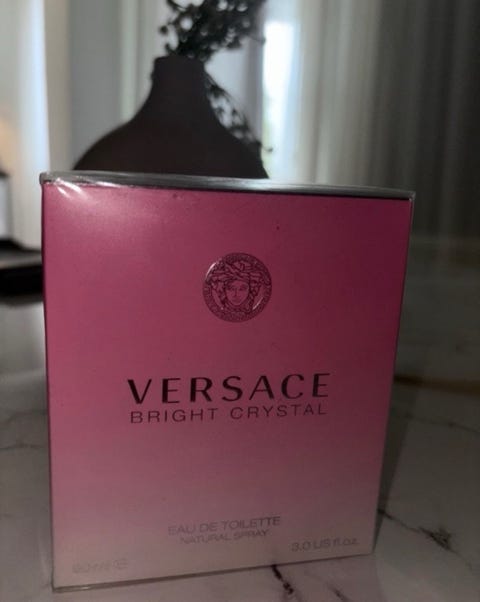 VERSACE
BRIGHT CRYSTAL
EAU DE TOILETTE
NATURAL SPRAY
3.0 US fl.oz.